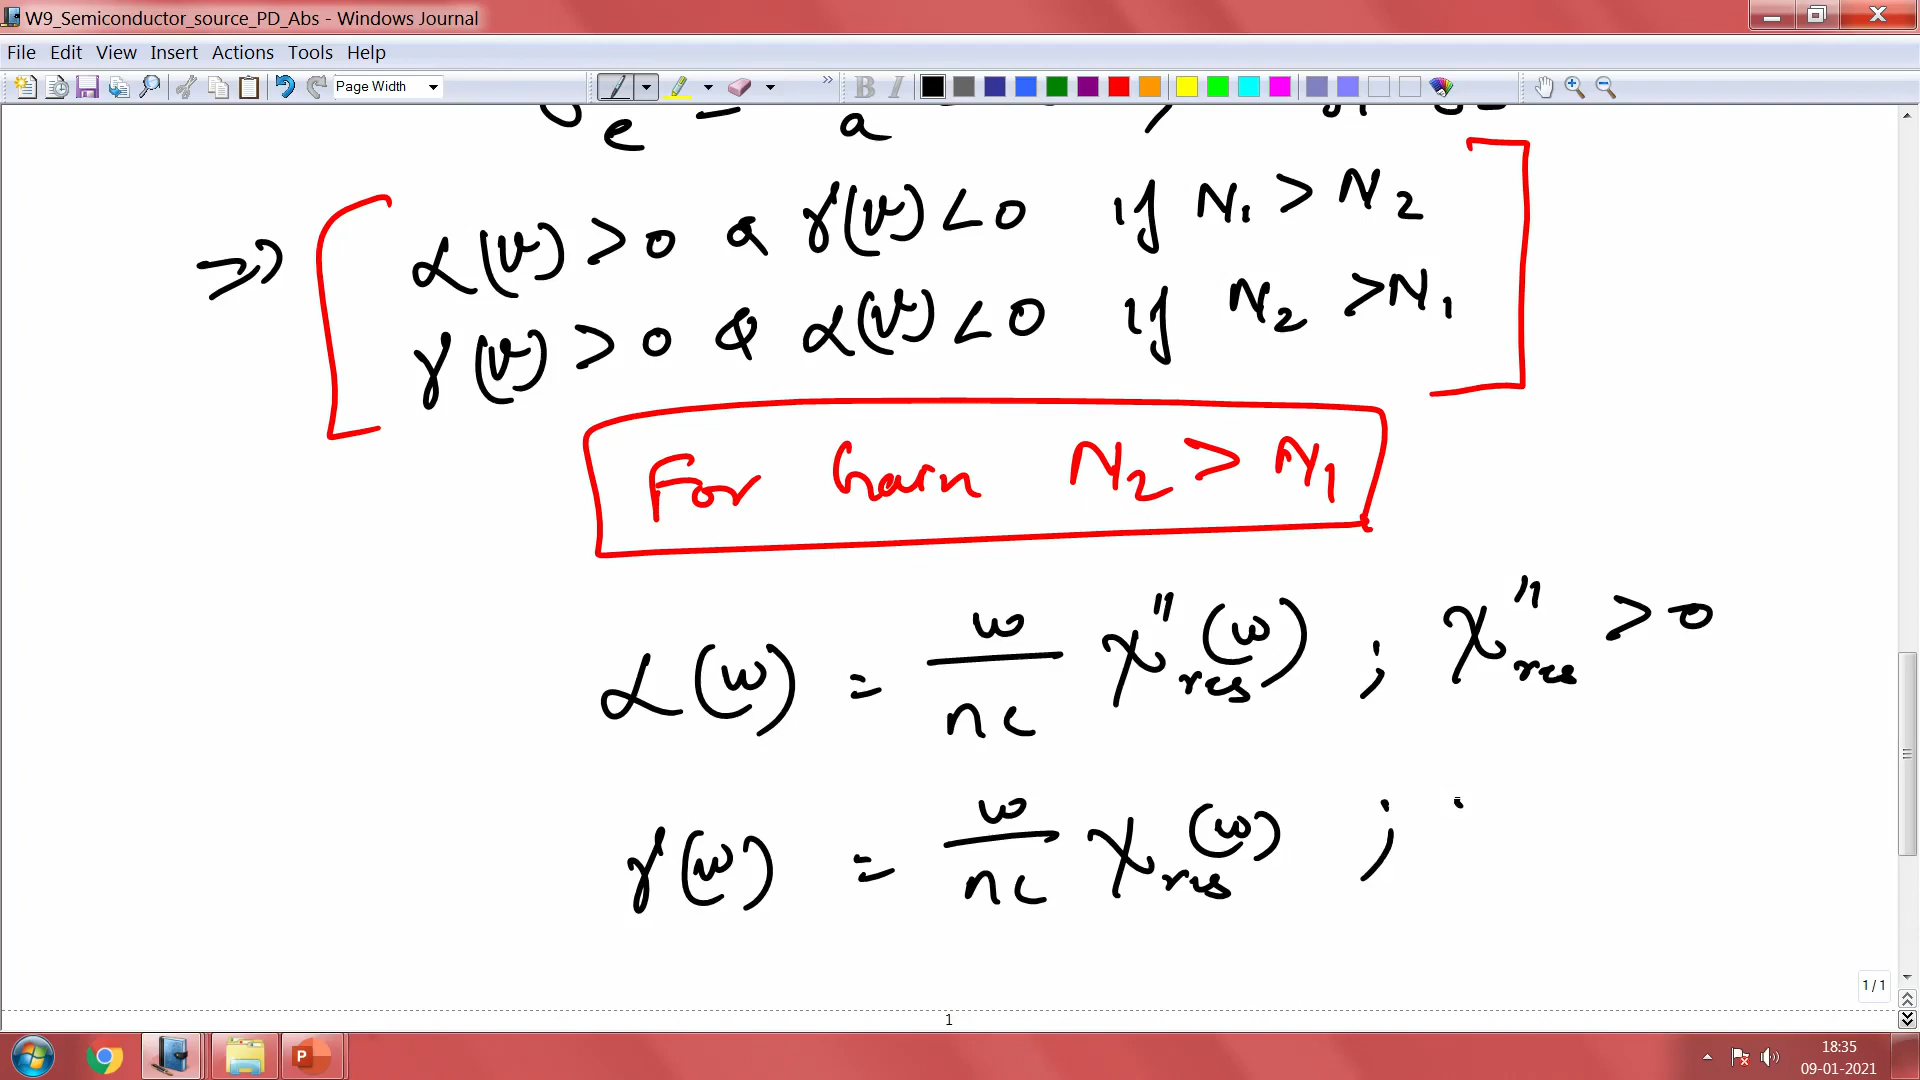 W9_Semiconductor_source_PD_Abs - Windows Journal
File Edit View Insert Actions Tools Help
Page Width
B I
e = a
⇒ α(ν) > 0 & γ(ν) < 0 if N₁ > N₂
γ(ν) > 0 & α(ν) < 0 if N₂ > N₁
For Gain N₂ > N₁
α(ω) = ω/nc χ''res(ω) ; χ''res > 0
γ(ω) = ω/nc χres(ω) ;
1 / 1
1
P
18:35
09-01-2021